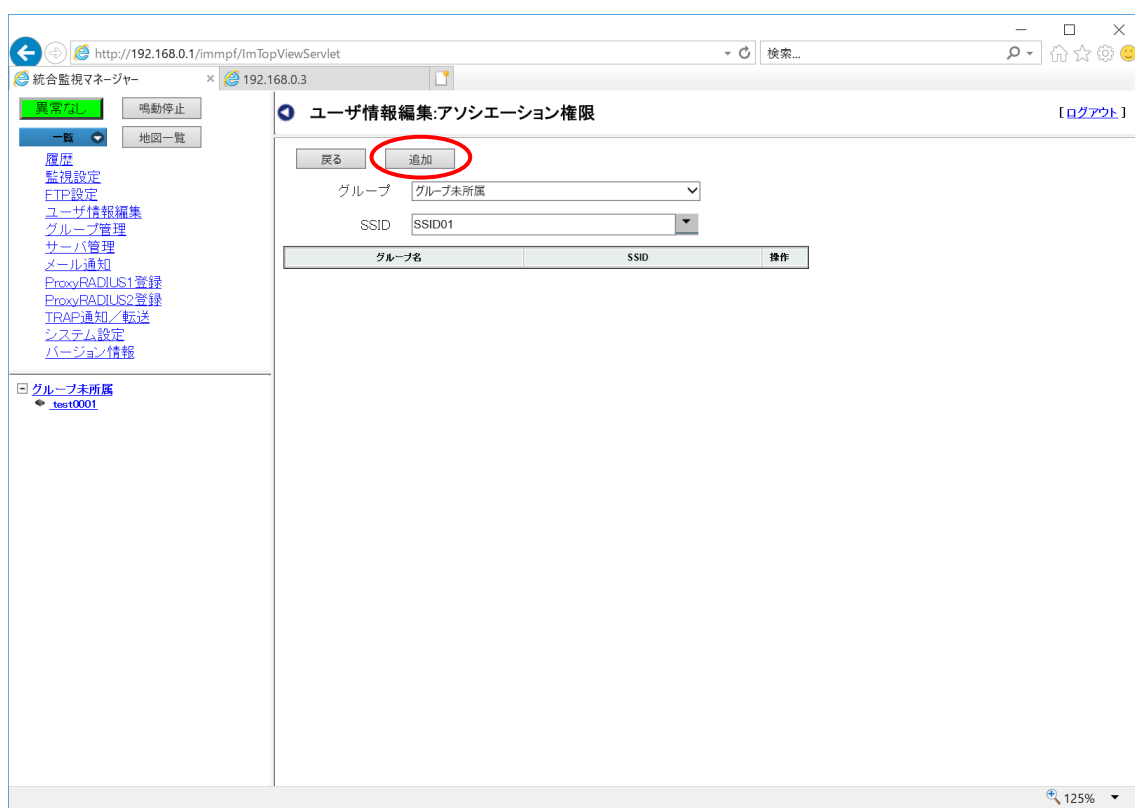 http://192.168.0.1/immpf/ImTopViewServlet
検索...
統合監視マネージャー
192.168.0.3
異常なし
鳴動停止
一覧
地図一覧
履歴
監視設定
FTP設定
ユーザ情報編集
グループ管理
サーバ管理
メール通知
ProxyRADIUS1登録
ProxyRADIUS2登録
TRAP通知／転送
システム設定
バージョン情報
グループ未所属
test0001
ユーザ情報編集:アソシエーション権限
[ログアウト]
戻る
追加
グループ
グループ未所属
SSID
SSID01
グループ名
SSID
操作
125%